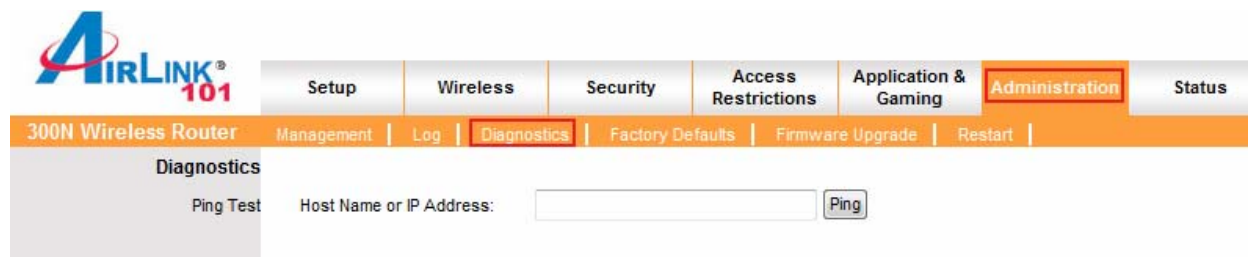 AIRLINK®
101
Setup
Wireless
Security
Access
Restrictions
Application &
Gaming
Administration
Status
300N Wireless Router
Management | Log | Diagnostics | Factory Defaults | Firmware Upgrade | Restart |
Diagnostics
Ping Test
Host Name or IP Address:
Ping